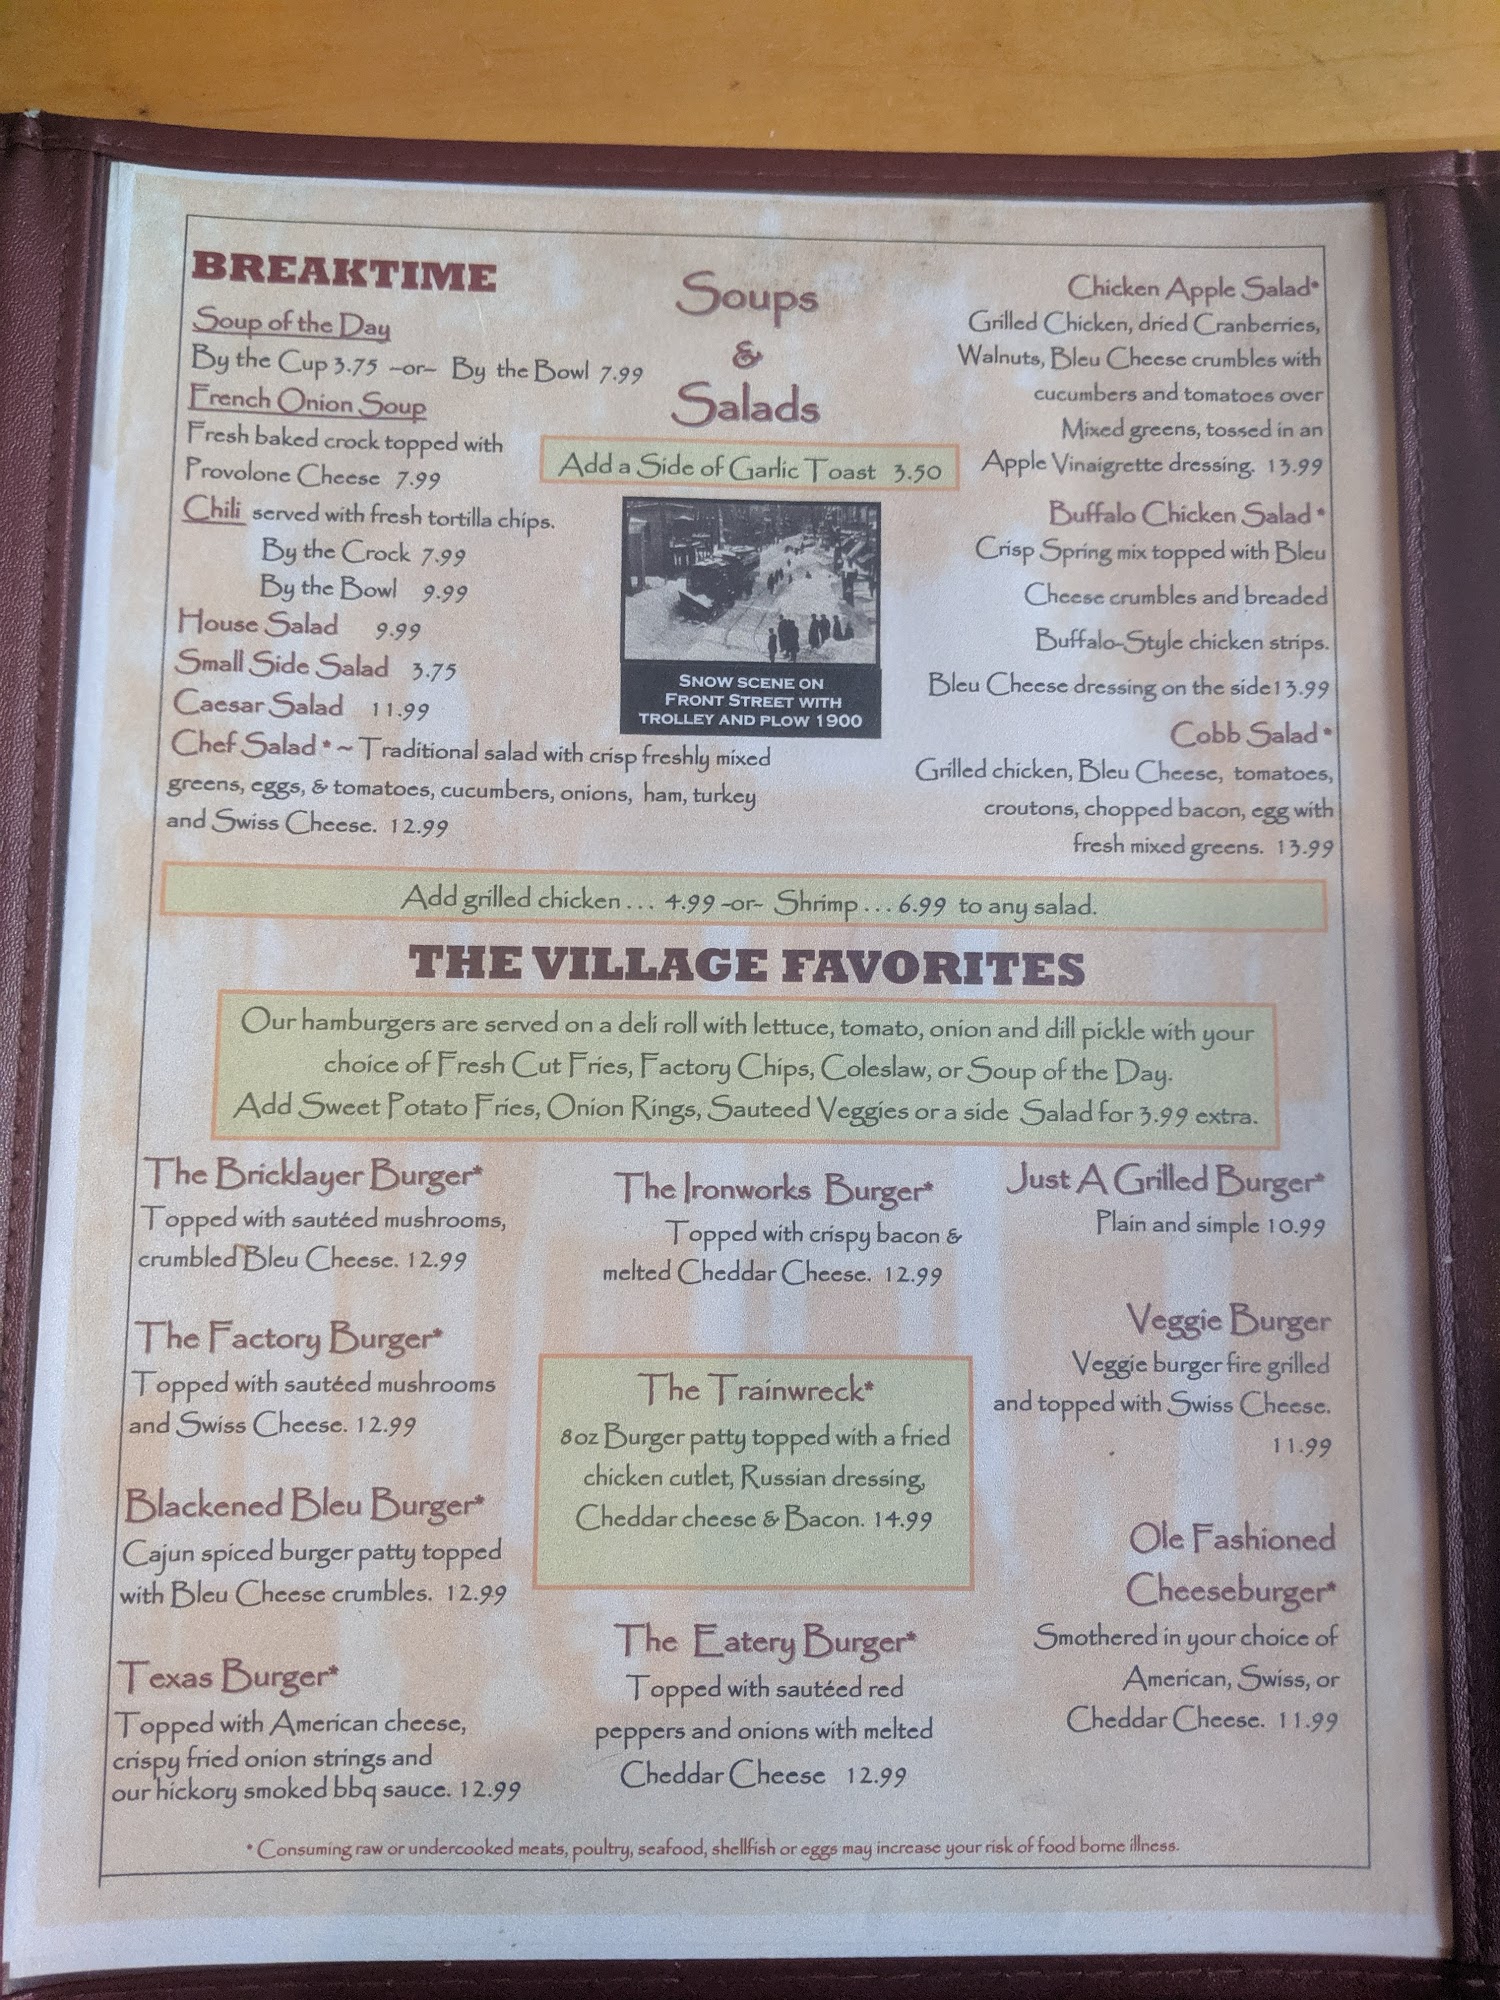 BREAKTIME
Soup of the Day
By the Cup 3.75 -or- By the Bowl 7.99
French Onion Soup
Fresh baked crock topped with
Provolone Cheese 7.99
Chili served with fresh tortilla chips.
By the Crock 7.99
By the Bowl 9.99
House Salad 9.99
Small Side Salad 3.75
Caesar Salad 11.99
Chef Salad * ~ Traditional salad with crisp freshly mixed
greens, eggs, & tomatoes, cucumbers, onions, ham, turkey
and Swiss Cheese. 12.99
Soups
&
Salads
Add a Side of Garlic Toast 3.50
SNOW SCENE ON
FRONT STREET WITH
TROLLEY AND PLOW 1900
Chicken Apple Salad*
Grilled Chicken, dried Cranberries,
Walnuts, Bleu Cheese crumbles with
cucumbers and tomatoes over
Mixed greens, tossed in an
Apple Vinaigrette dressing. 13.99
Buffalo Chicken Salad *
Crisp Spring mix topped with Bleu
Cheese crumbles and breaded
Buffalo-Style chicken strips.
Bleu Cheese dressing on the side13.99
Cobb Salad *
Grilled chicken, Bleu Cheese, tomatoes,
croutons, chopped bacon, egg with
fresh mixed greens. 13.99
Add grilled chicken . . . 4.99 -or- Shrimp . . . 6.99 to any salad.
THE VILLAGE FAVORITES
Our hamburgers are served on a deli roll with lettuce, tomato, onion and dill pickle with your
choice of Fresh Cut Fries, Factory Chips, Coleslaw, or Soup of the Day.
Add Sweet Potato Fries, Onion Rings, Sauteed Veggies or a side Salad for 3.99 extra.
The Bricklayer Burger*
Topped with sautéed mushrooms,
crumbled Bleu Cheese. 12.99
The Factory Burger*
Topped with sautéed mushrooms
and Swiss Cheese. 12.99
Blackened Bleu Burger*
Cajun spiced burger patty topped
with Bleu Cheese crumbles. 12.99
Texas Burger*
Topped with American cheese,
crispy fried onion strings and
our hickory smoked bbq sauce. 12.99
The Ironworks Burger*
Topped with crispy bacon &
melted Cheddar Cheese. 12.99
The Trainwreck*
8oz Burger patty topped with a fried
chicken cutlet, Russian dressing,
Cheddar cheese & Bacon. 14.99
The Eatery Burger*
Topped with sautéed red
peppers and onions with melted
Cheddar Cheese 12.99
Just A Grilled Burger*
Plain and simple 10.99
Veggie Burger
Veggie burger fire grilled
and topped with Swiss Cheese.
11.99
Ole Fashioned
Cheeseburger*
Smothered in your choice of
American, Swiss, or
Cheddar Cheese. 11.99
* Consuming raw or undercooked meats, poultry, seafood, shellfish or eggs may increase your risk of food borne illness.